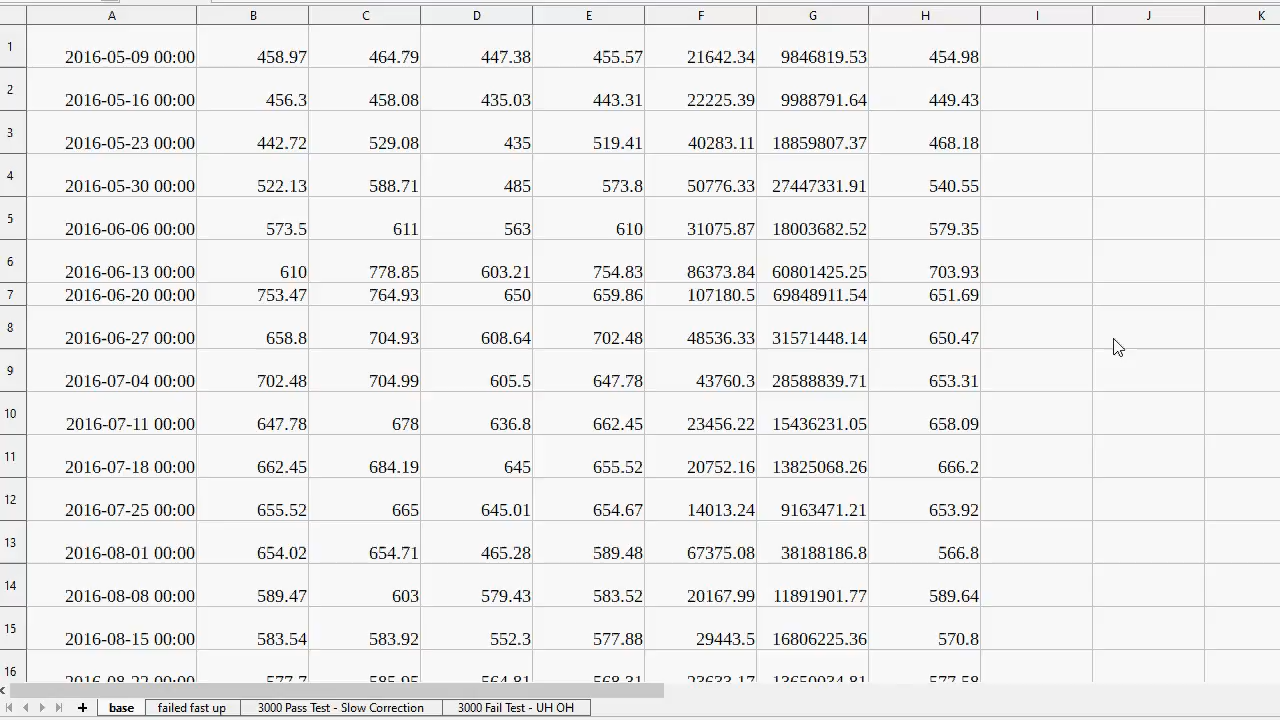 A B C D E F G H I J K
1 2016-05-09 00:00 458.97 464.79 447.38 455.57 21642.34 9846819.53 454.98
2 2016-05-16 00:00 456.3 458.08 435.03 443.31 22225.39 9988791.64 449.43
3 2016-05-23 00:00 442.72 529.08 435 519.41 40283.11 18859807.37 468.18
4 2016-05-30 00:00 522.13 588.71 485 573.8 50776.33 27447331.91 540.55
5 2016-06-06 00:00 573.5 611 563 610 31075.87 18003682.52 579.35
6 2016-06-13 00:00 610 778.85 603.21 754.83 86373.84 60801425.25 703.93
7 2016-06-20 00:00 753.47 764.93 650 659.86 107180.5 69848911.54 651.69
8 2016-06-27 00:00 658.8 704.93 608.64 702.48 48536.33 31571448.14 650.47
9 2016-07-04 00:00 702.48 704.99 605.5 647.78 43760.3 28588839.71 653.31
10 2016-07-11 00:00 647.78 678 636.8 662.45 23456.22 15436231.05 658.09
11 2016-07-18 00:00 662.45 684.19 645 655.52 20752.16 13825068.26 666.2
12 2016-07-25 00:00 655.52 665 645.01 654.67 14013.24 9163471.21 653.92
13 2016-08-01 00:00 654.02 654.71 465.28 589.48 67375.08 38188186.8 566.8
14 2016-08-08 00:00 589.47 603 579.43 583.52 20167.99 11891901.77 589.64
15 2016-08-15 00:00 583.54 583.92 552.3 577.88 29443.5 16806225.36 570.8
16 2016-08-22 00:00 577.7 585.95 564.81 568.31
base failed fast up 3000 Pass Test - Slow Correction 3000 Fail Test - UH OH